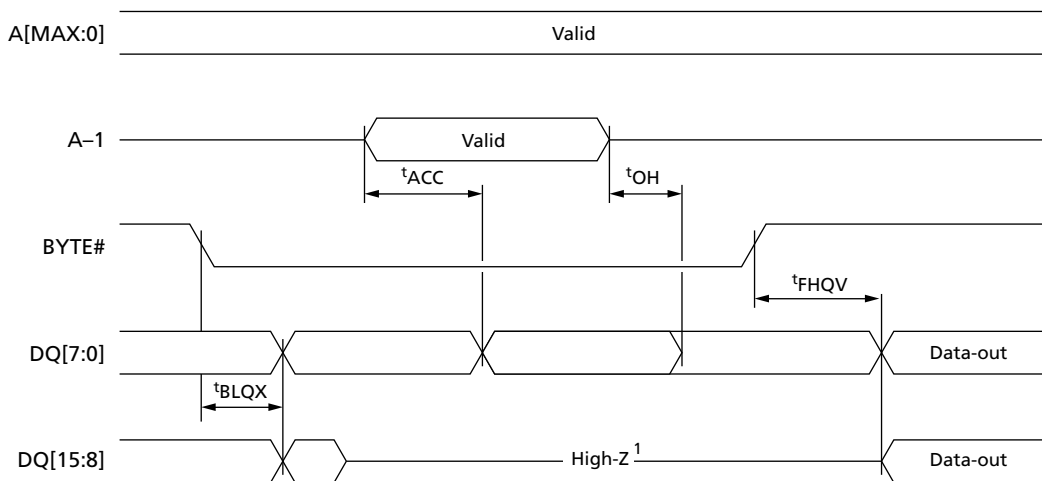 A[MAX:0] Valid
A–1 Valid
tACC tOH
BYTE#
tFHQV
DQ[7:0] Data-out
tBLQX
DQ[15:8] High-Z 1 Data-out